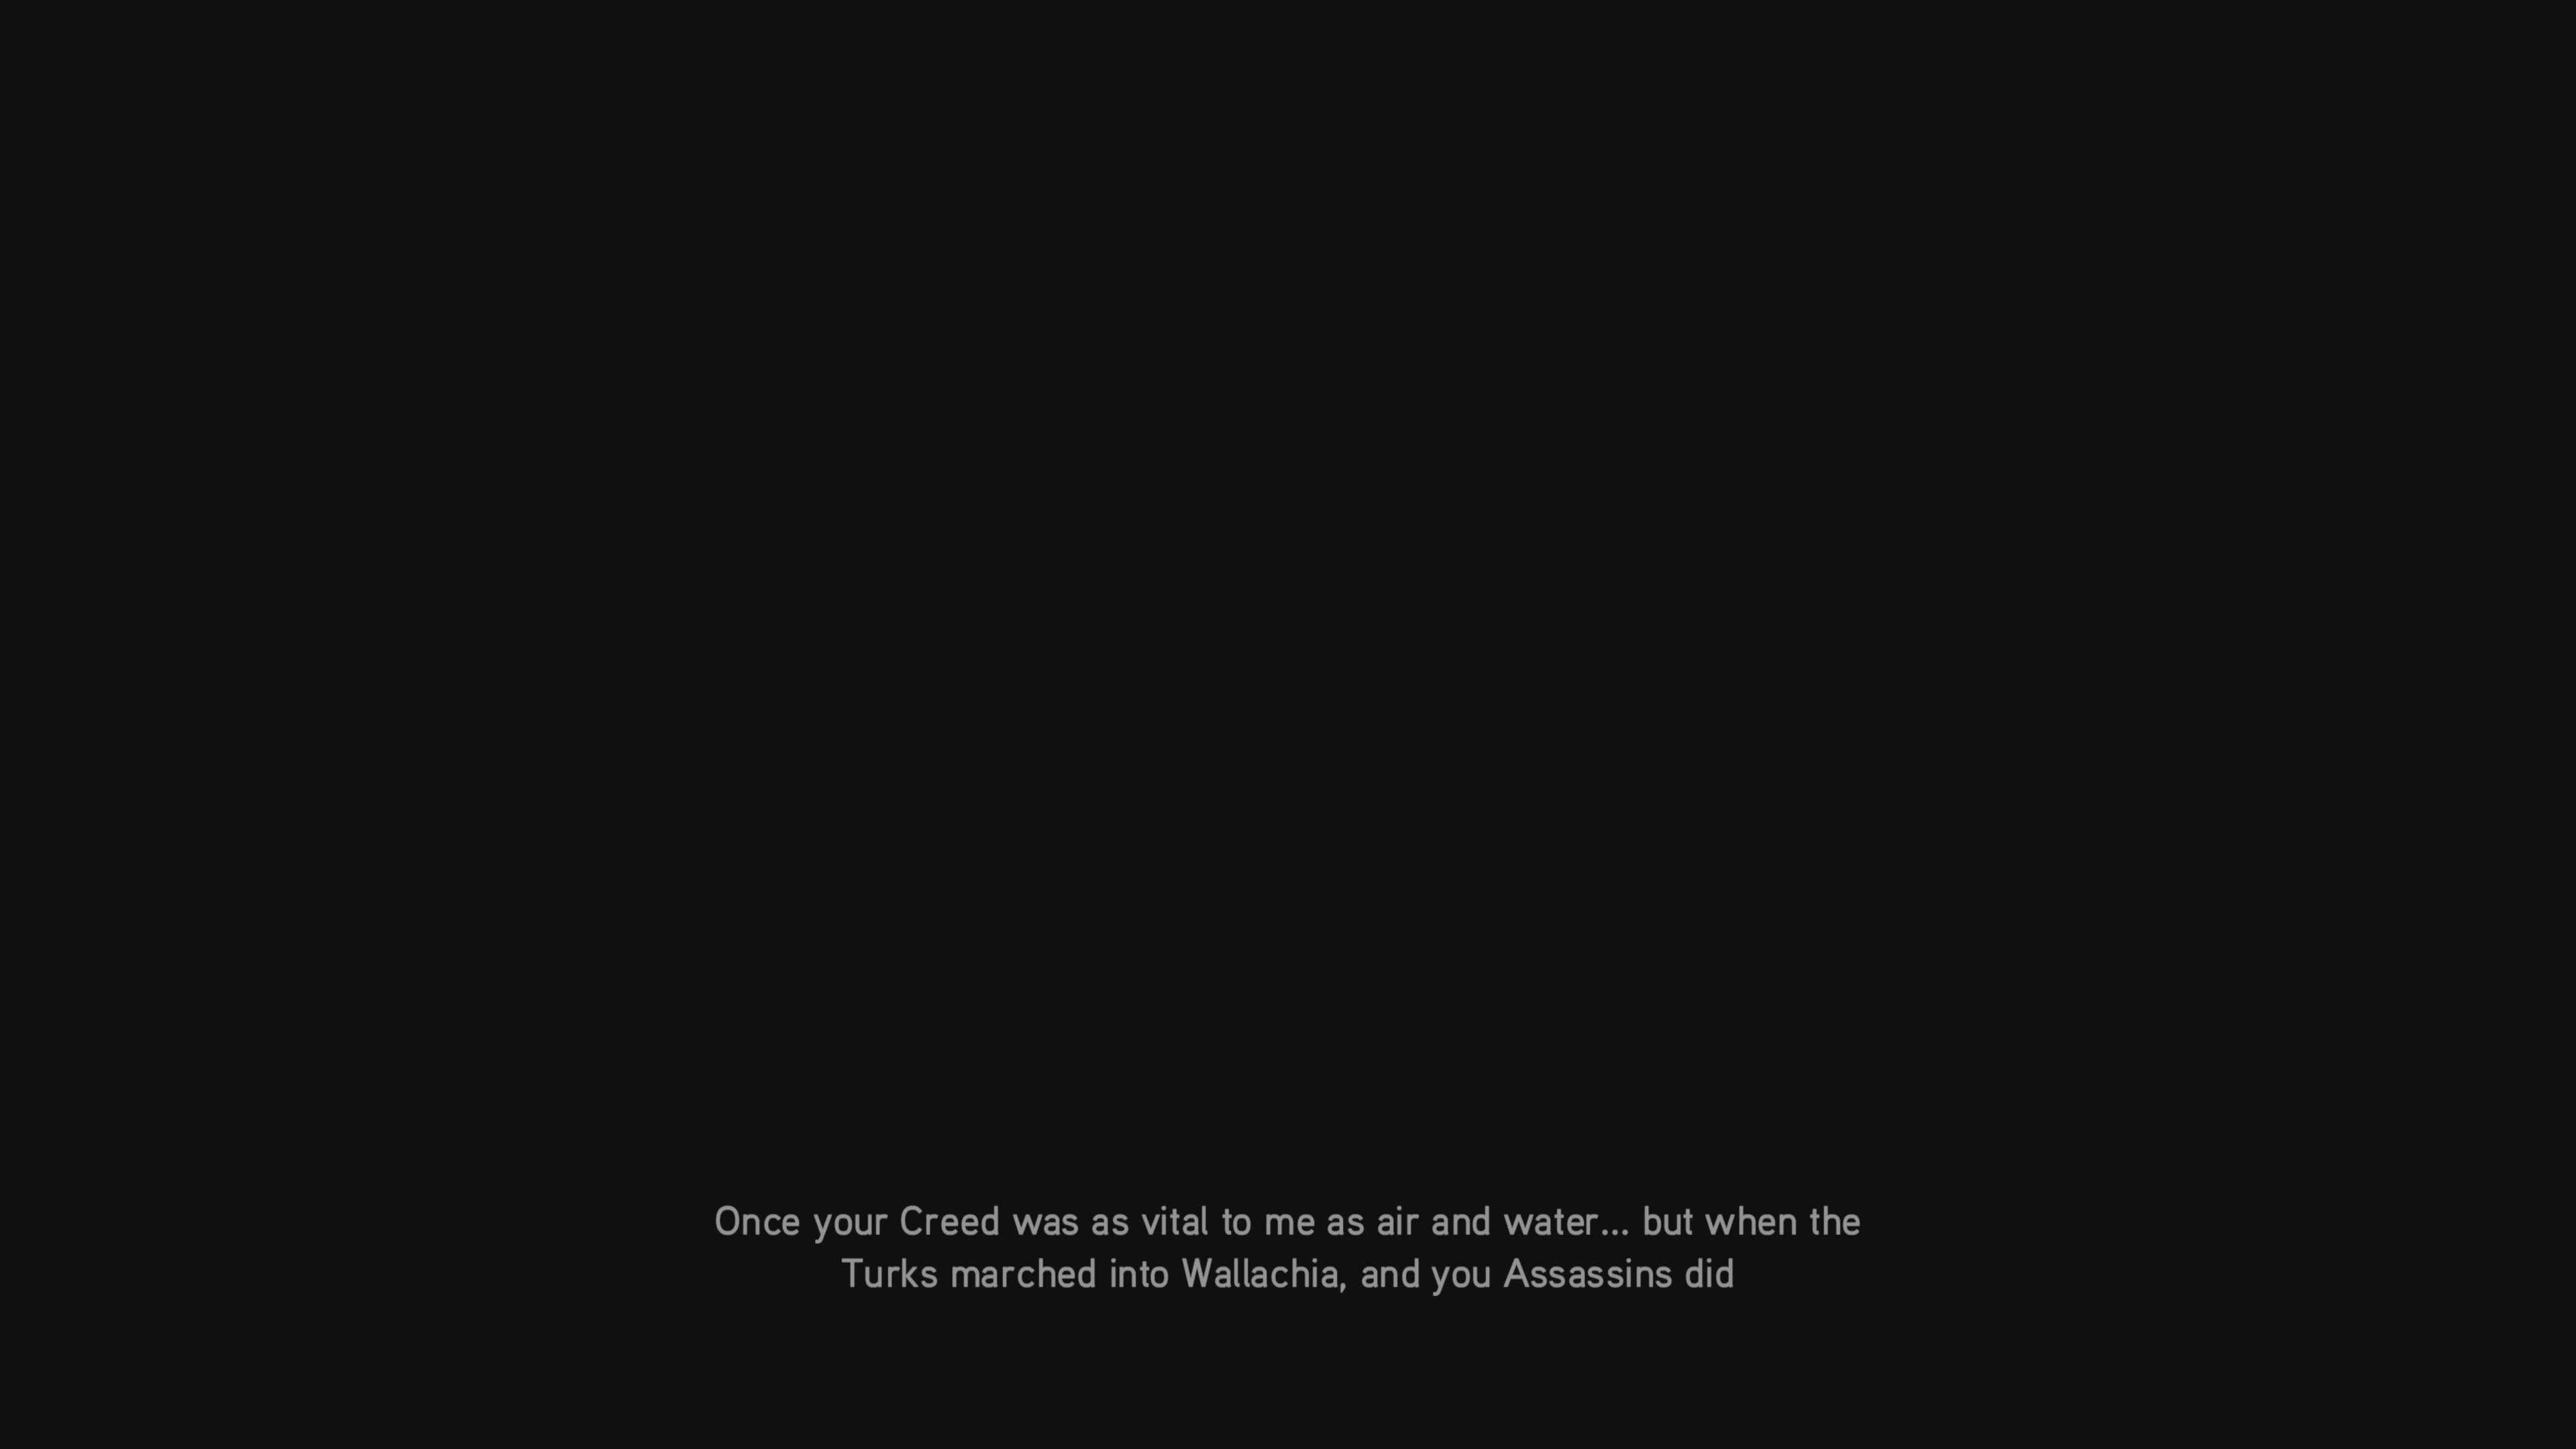 Once your Creed was as vital to me as air and water... but when the
Turks marched into Wallachia, and you Assassins did